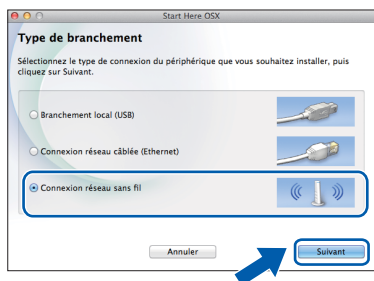 Start Here OSX
Type de branchement
Sélectionnez le type de connexion du périphérique que vous souhaitez installer, puis
cliquez sur Suivant.
Branchement local (USB)
Connexion réseau câblée (Ethernet)
Connexion réseau sans fil
Annuler
Suivant